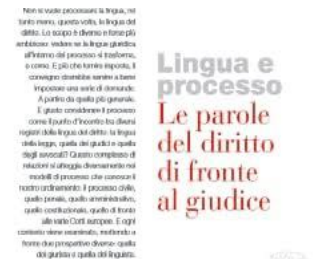 Non si vuole processare la lingua, né
tanto meno, questa volta, la lingua del
diritto. Lo scopo è diverso e forse più
ambizioso: vedere se la lingua giuridica
all'interno del processo si trasforma,
e come. E più che fornire risposte, il
convegno dovrebbe servire a bene
impostare una serie di domande.
A partire da quella più generale.
È giusto considerare il processo
come il punto d'incontro tra diversi
registri della lingua del diritto: la lingua
della legge, quella dei giudici e quella
degli avvocati? Questo complesso di
relazioni si atteggia diversamente nei
modelli di processo che conosce il
nostro ordinamento: il processo civile,
quello penale, quello amministrativo,
quello costituzionale, quello di fronte
alle varie Corti europee. E ogni
contesto viene esaminato, mettendo a
fronte due prospettive diverse: quella
del giurista e quella del linguista.
Lingua e
processo
Le parole
del diritto
di fronte
al giudice